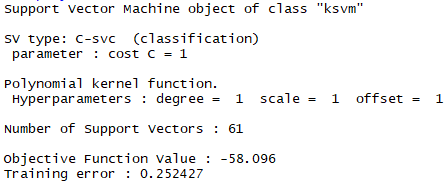 Support Vector Machine object of class "ksvm"
SV type: C-svc  (classification)
 parameter : cost C = 1
Polynomial kernel function.
 Hyperparameters : degree =  1  scale =  1  offset =  1
Number of Support Vectors : 61
Objective Function Value : -58.096
Training error : 0.252427